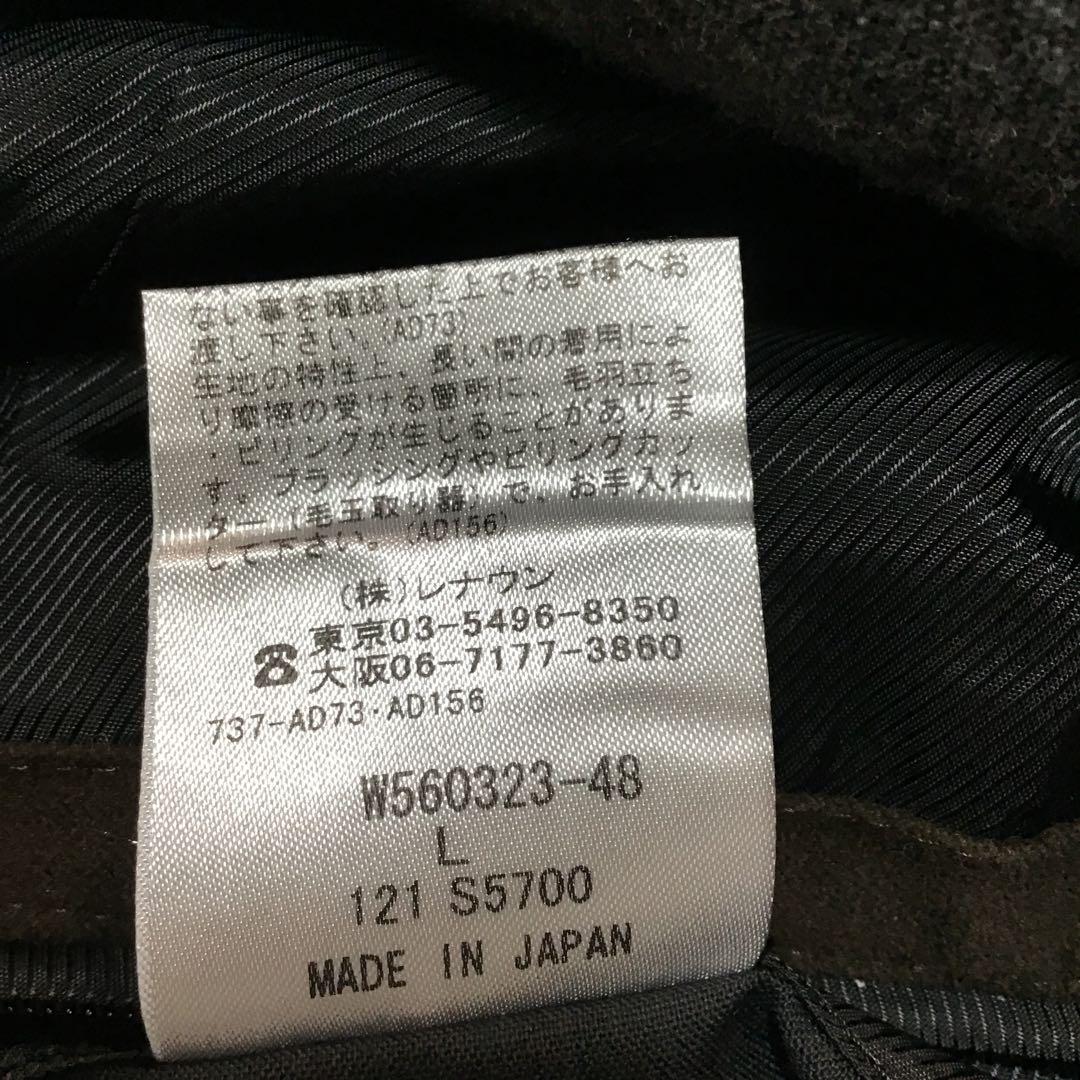 ない事を確認した上でお客様へお
渡し下さい。(AD73)
生地の特性上、長い間の着用によ
り摩擦の受ける箇所に、毛羽立ち
・ピリングが生じることがありま
す。ブラッシングやピリングカッ
ター(毛玉取り器)で、お手入れ
して下さい。(AD156)
(株)レナウン
☎東京03-5496-8350
大阪06-7177-3860
737-AD73・AD156
W560323-48
L
121 S5700
MADE IN JAPAN